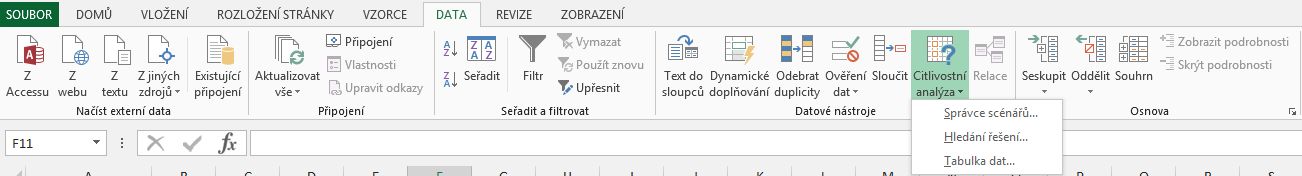 SOUBOR DOMŮ VLOŽENÍ ROZLOŽENÍ STRÁNKY VZORCE DATA REVIZE ZOBRAZENÍ
Z Accessu
Z webu
Z textu
Z jiných zdrojů
Existující připojení
Načíst externí data
Aktualizovat vše
Připojení
Vlastnosti
Upravit odkazy
Připojení
Seřadit
Filtr
Vymazat
Použít znovu
Upřesnit
Seřadit a filtrovat
Text do sloupců
Dynamické doplňování
Odebrat duplicity
Ověření dat
Sloučit
Citlivostní analýza
Relace
Datové nástroje
Správce scénářů...
Hledání řešení...
Tabulka dat...
Seskupit
Oddělit
Souhrn
Zobrazit podrobnosti
Skrýt podrobnosti
Osnova
F11
fx